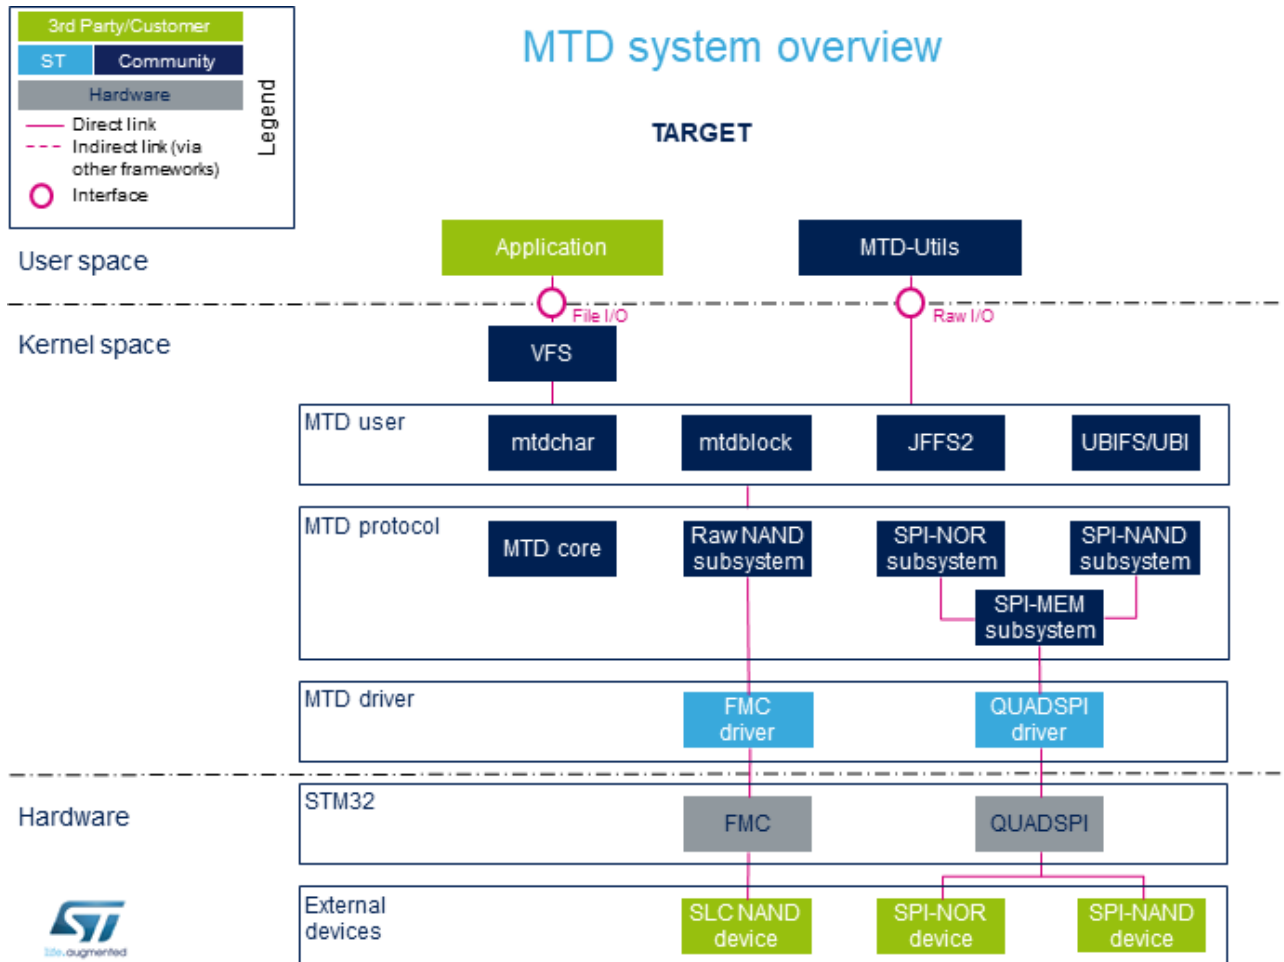 3rd Party/Customer
ST
Community
Hardware
Direct link
Indirect link (via
other frameworks)
Interface
Legend
MTD system overview
TARGET
Application
MTD-Utils
User space
File I/O
Raw I/O
Kernel space
VFS
MTD user
mtdchar
mtdblock
JFFS2
UBIFS/UBI
MTD protocol
MTD core
Raw NAND
subsystem
SPI-NOR
subsystem
SPI-NAND
subsystem
SPI-MEM
subsystem
MTD driver
FMC
driver
QUADSPI
driver
Hardware
STM32
FMC
QUADSPI
External
devices
SLC NAND
device
SPI-NOR
device
SPI-NAND
device
ST
life.augmented